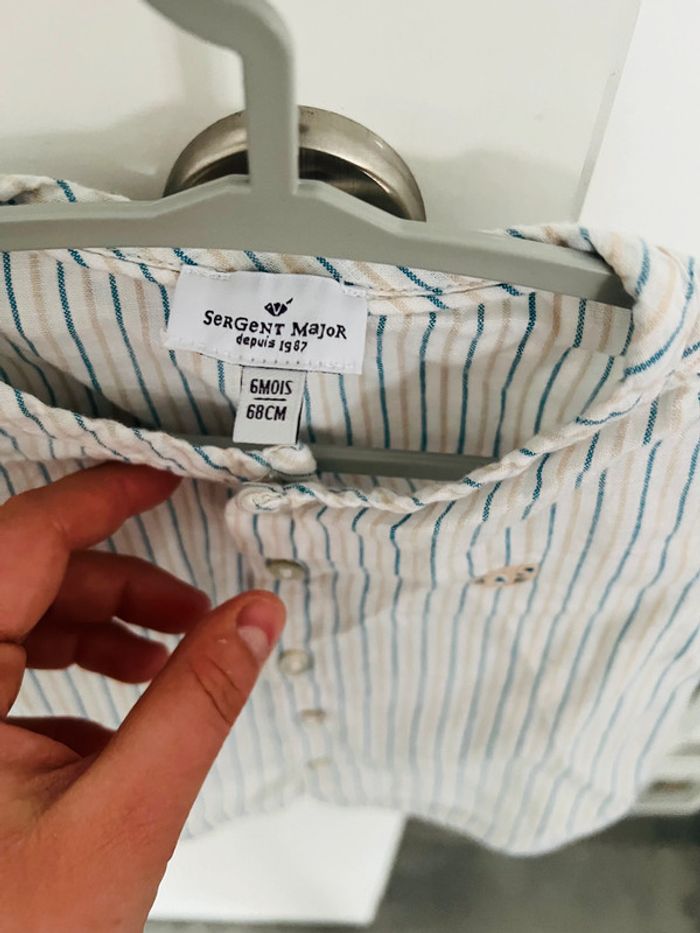 SeRGeNT MaJoR
depuis 1987
6MOIS
68CM